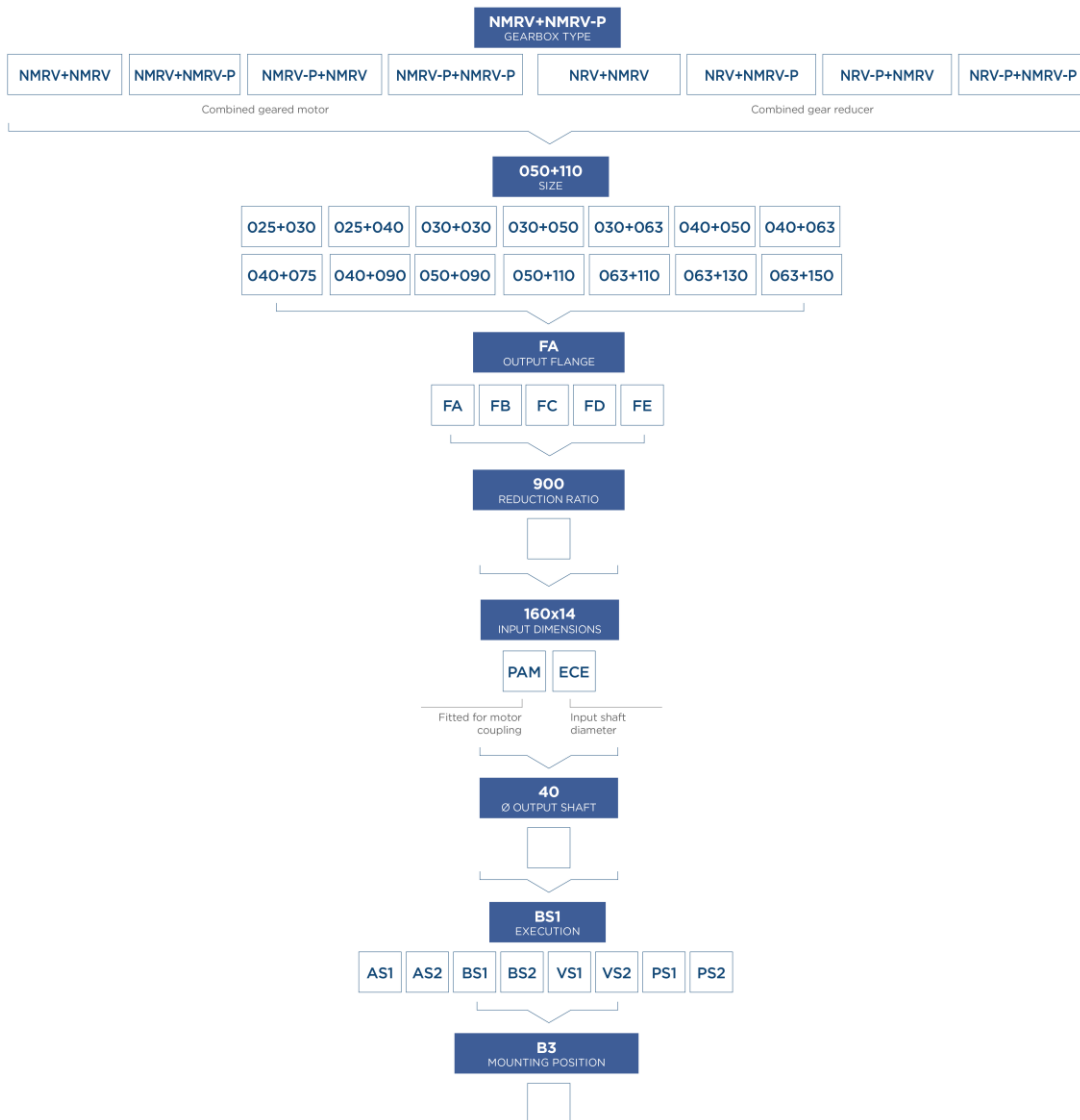 NMRV+NMRV-P
GEARBOX TYPE
NMRV+NMRV NMRV+NMRV-P NMRV-P+NMRV NMRV-P+NMRV-P NRV+NMRV NRV+NMRV-P NRV-P+NMRV NRV-P+NMRV-P
Combined geared motor Combined gear reducer
050+110
SIZE
025+030 025+040 030+030 030+050 030+063 040+050 040+063
040+075 040+090 050+090 050+110 063+110 063+130 063+150
FA
OUTPUT FLANGE
FA FB FC FD FE
900
REDUCTION RATIO
160x14
INPUT DIMENSIONS
PAM ECE
Fitted for motor Input shaft
coupling diameter
40
Ø OUTPUT SHAFT
BS1
EXECUTION
AS1 AS2 BS1 BS2 VS1 VS2 PS1 PS2
B3
MOUNTING POSITION